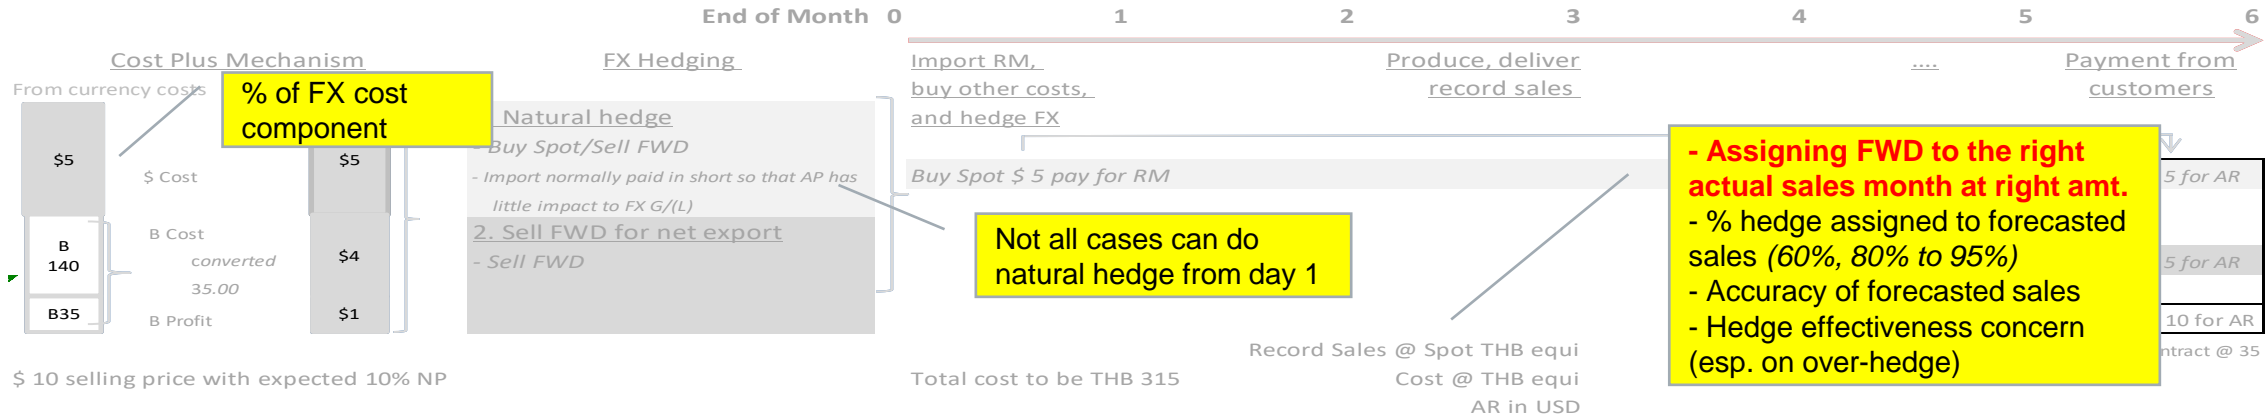 End of Month 0 1 2 3 4 5 6
Cost Plus Mechanism
FX Hedging
Import RM,
buy other costs,
and hedge FX
Produce, deliver
record sales
....
Payment from
customers
From currency costs
% of FX cost
component
$5
$ Cost
$5
B
140
B Cost
converted
35.00
$4
B35
B Profit
$1
Natural hedge
- Buy Spot/Sell FWD
- Import normally paid in short so that AP has
little impact to FX G/(L)
2. Sell FWD for net export
- Sell FWD
Buy Spot $ 5 pay for RM
Not all cases can do
natural hedge from day 1
- Assigning FWD to the right
actual sales month at right amt.
- % hedge assigned to forecasted
sales (60%, 80% to 95%)
- Accuracy of forecasted sales
- Hedge effectiveness concern
(esp. on over-hedge)
5 for AR
5 for AR
10 for AR
@ 35
Record Sales @ Spot THB equi
$ 10 selling price with expected 10% NP
Total cost to be THB 315
Cost @ THB equi
AR in USD